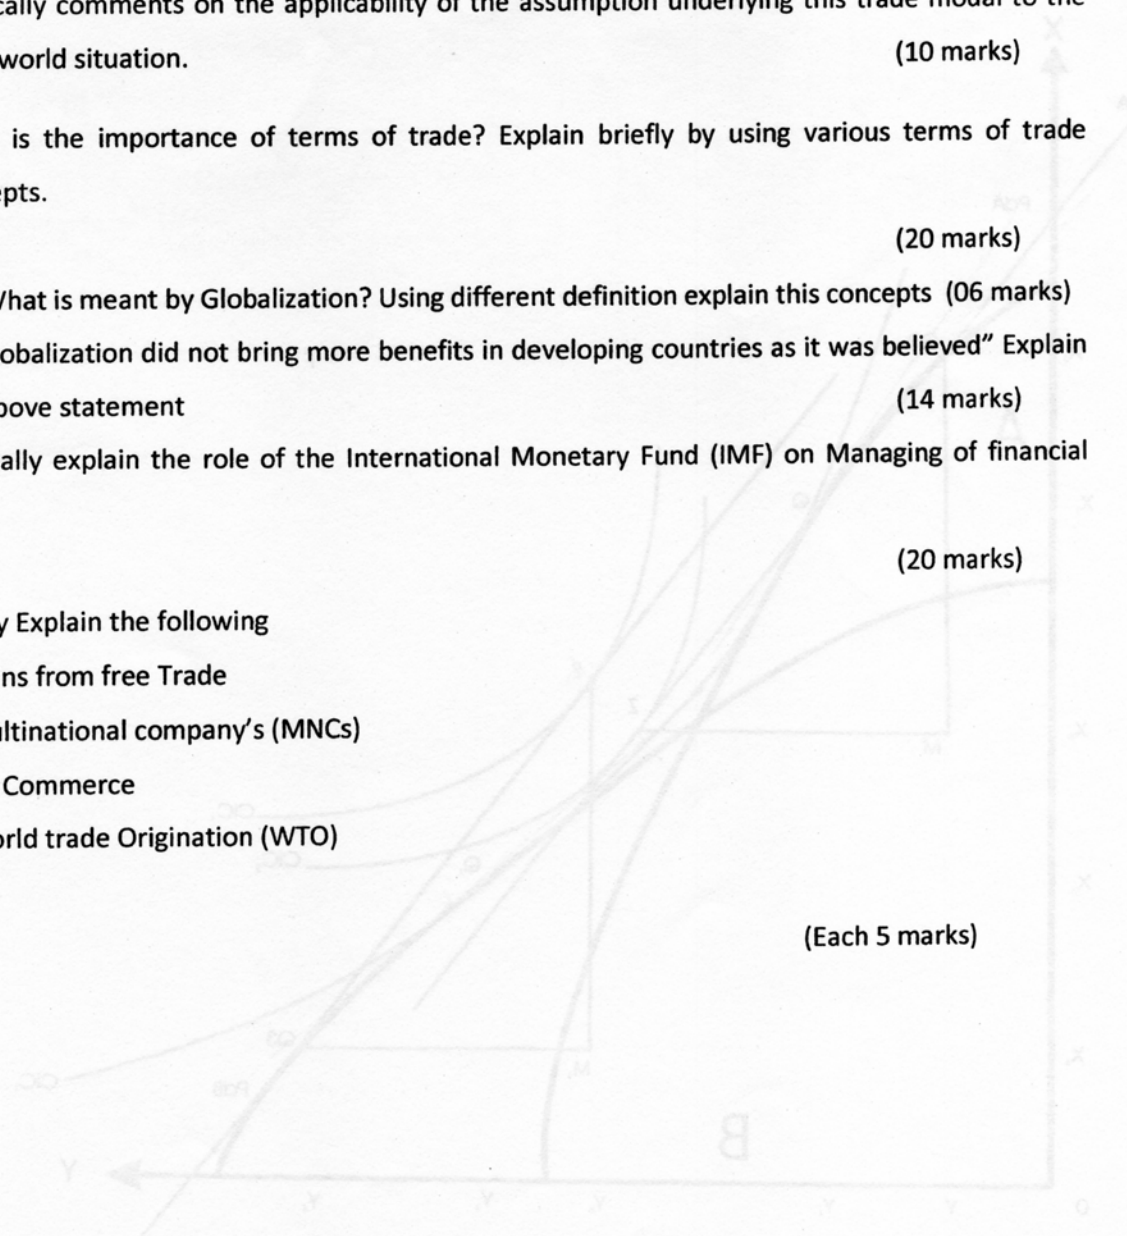 cally comments on the applicability of the assumption underlying this trade modal to the
world situation. (10 marks)
is the importance of terms of trade? Explain briefly by using various terms of trade
epts.
(20 marks)
What is meant by Globalization? Using different definition explain this concepts (06 marks)
obalization did not bring more benefits in developing countries as it was believed" Explain
bove statement (14 marks)
ally explain the role of the International Monetary Fund (IMF) on Managing of financial
(20 marks)
y Explain the following
ns from free Trade
ultinational company's (MNCs)
Commerce
orld trade Origination (WTO)
(Each 5 marks)